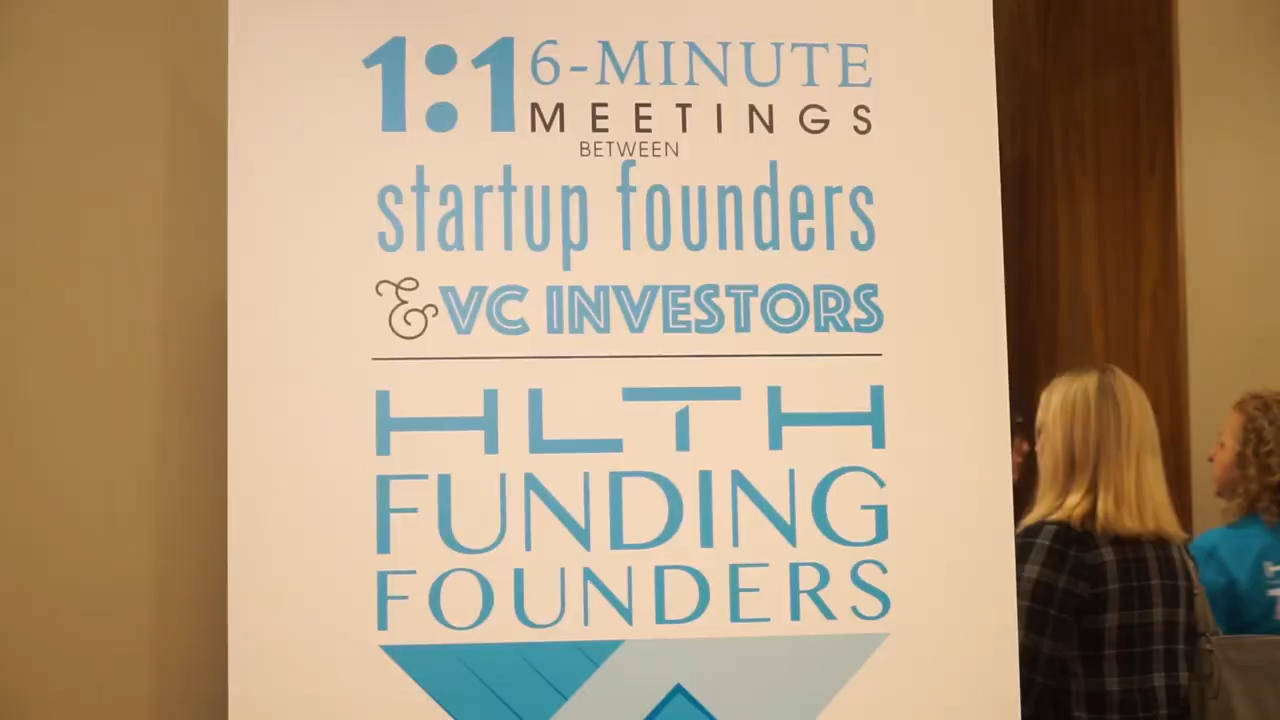 1:1 6-MINUTE
MEETINGS
BETWEEN
startup founders
& VC INVESTORS
HLTH
FUNDING
FOUNDERS